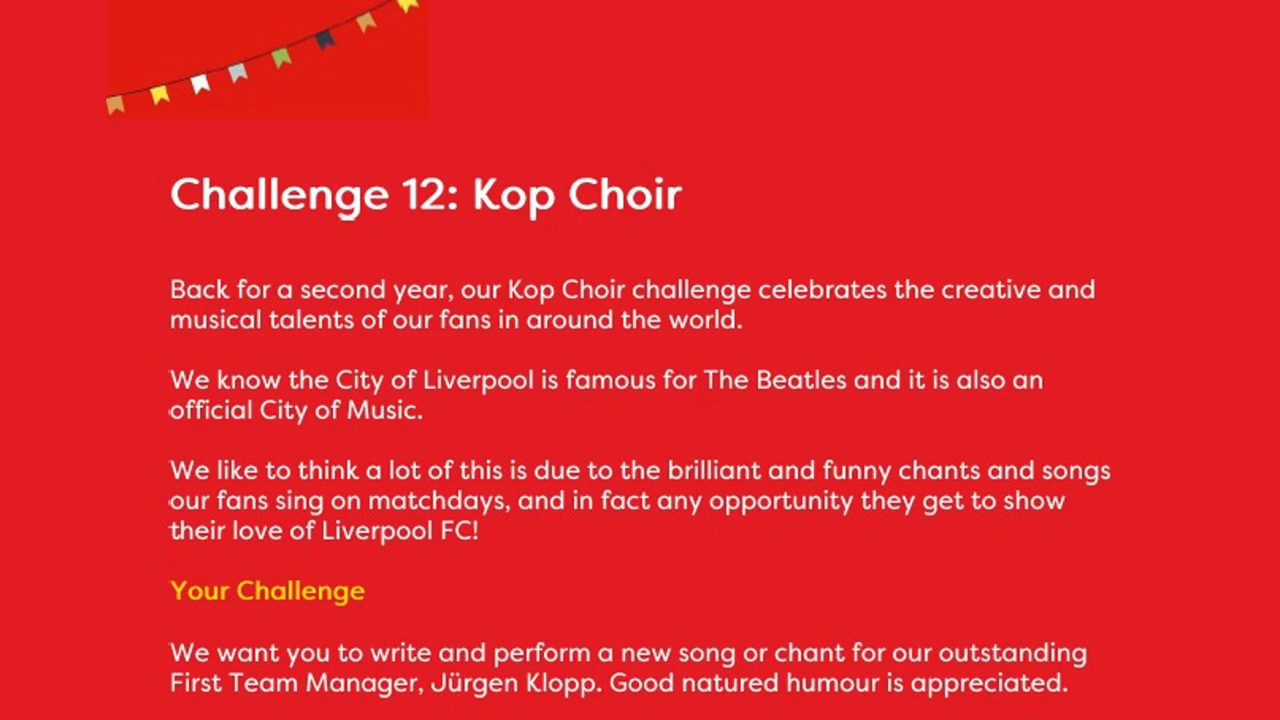 Challenge 12: Kop Choir
Back for a second year, our Kop Choir challenge celebrates the creative and
musical talents of our fans in around the world.
We know the City of Liverpool is famous for The Beatles and it is also an
official City of Music.
We like to think a lot of this is due to the brilliant and funny chants and songs
our fans sing on matchdays, and in fact any opportunity they get to show
their love of Liverpool FC!
Your Challenge
We want you to write and perform a new song or chant for our outstanding
First Team Manager, Jürgen Klopp. Good natured humour is appreciated.